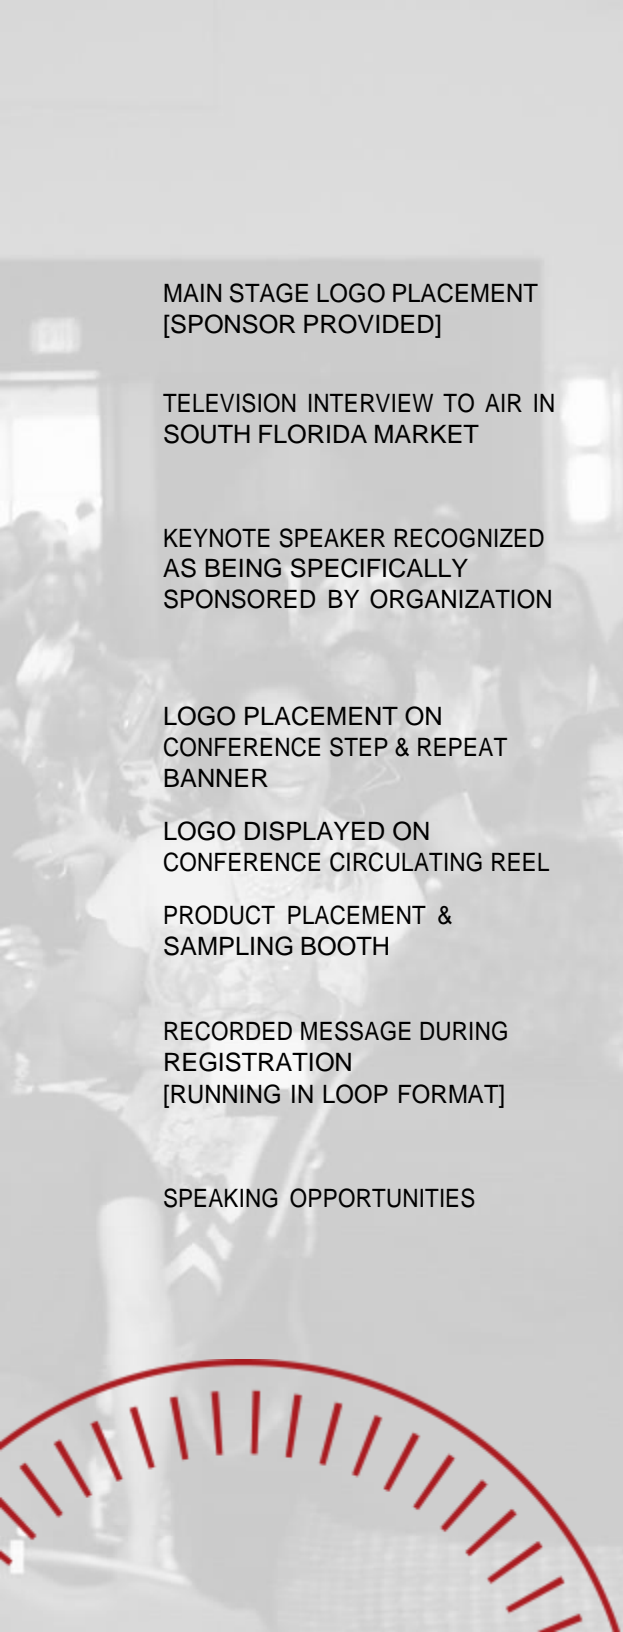 MAIN STAGE LOGO PLACEMENT
[SPONSOR PROVIDED]
TELEVISION INTERVIEW TO AIR IN
SOUTH FLORIDA MARKET
KEYNOTE SPEAKER RECOGNIZED
AS BEING SPECIFICALLY
SPONSORED BY ORGANIZATION
LOGO PLACEMENT ON
CONFERENCE STEP & REPEAT
BANNER
LOGO DISPLAYED ON
CONFERENCE CIRCULATING REEL
PRODUCT PLACEMENT &
SAMPLING BOOTH
RECORDED MESSAGE DURING
REGISTRATION
[RUNNING IN LOOP FORMAT]
SPEAKING OPPORTUNITIES